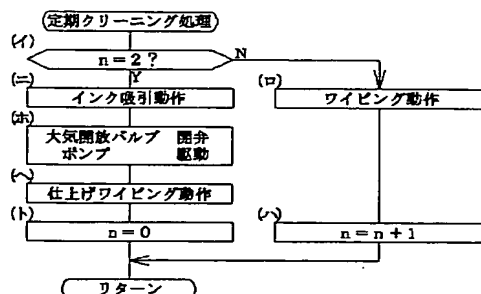 定期クリーニング処理
(イ)
n=2?
N
Y
(ニ)
インク吸引動作
(ロ)
ワイピング動作
(ホ)
大気開放バルブ 開弁
ポンプ 駆動
(ヘ)
仕上げワイピング動作
(ト)
n=0
(ハ)
n=n+1
リターン